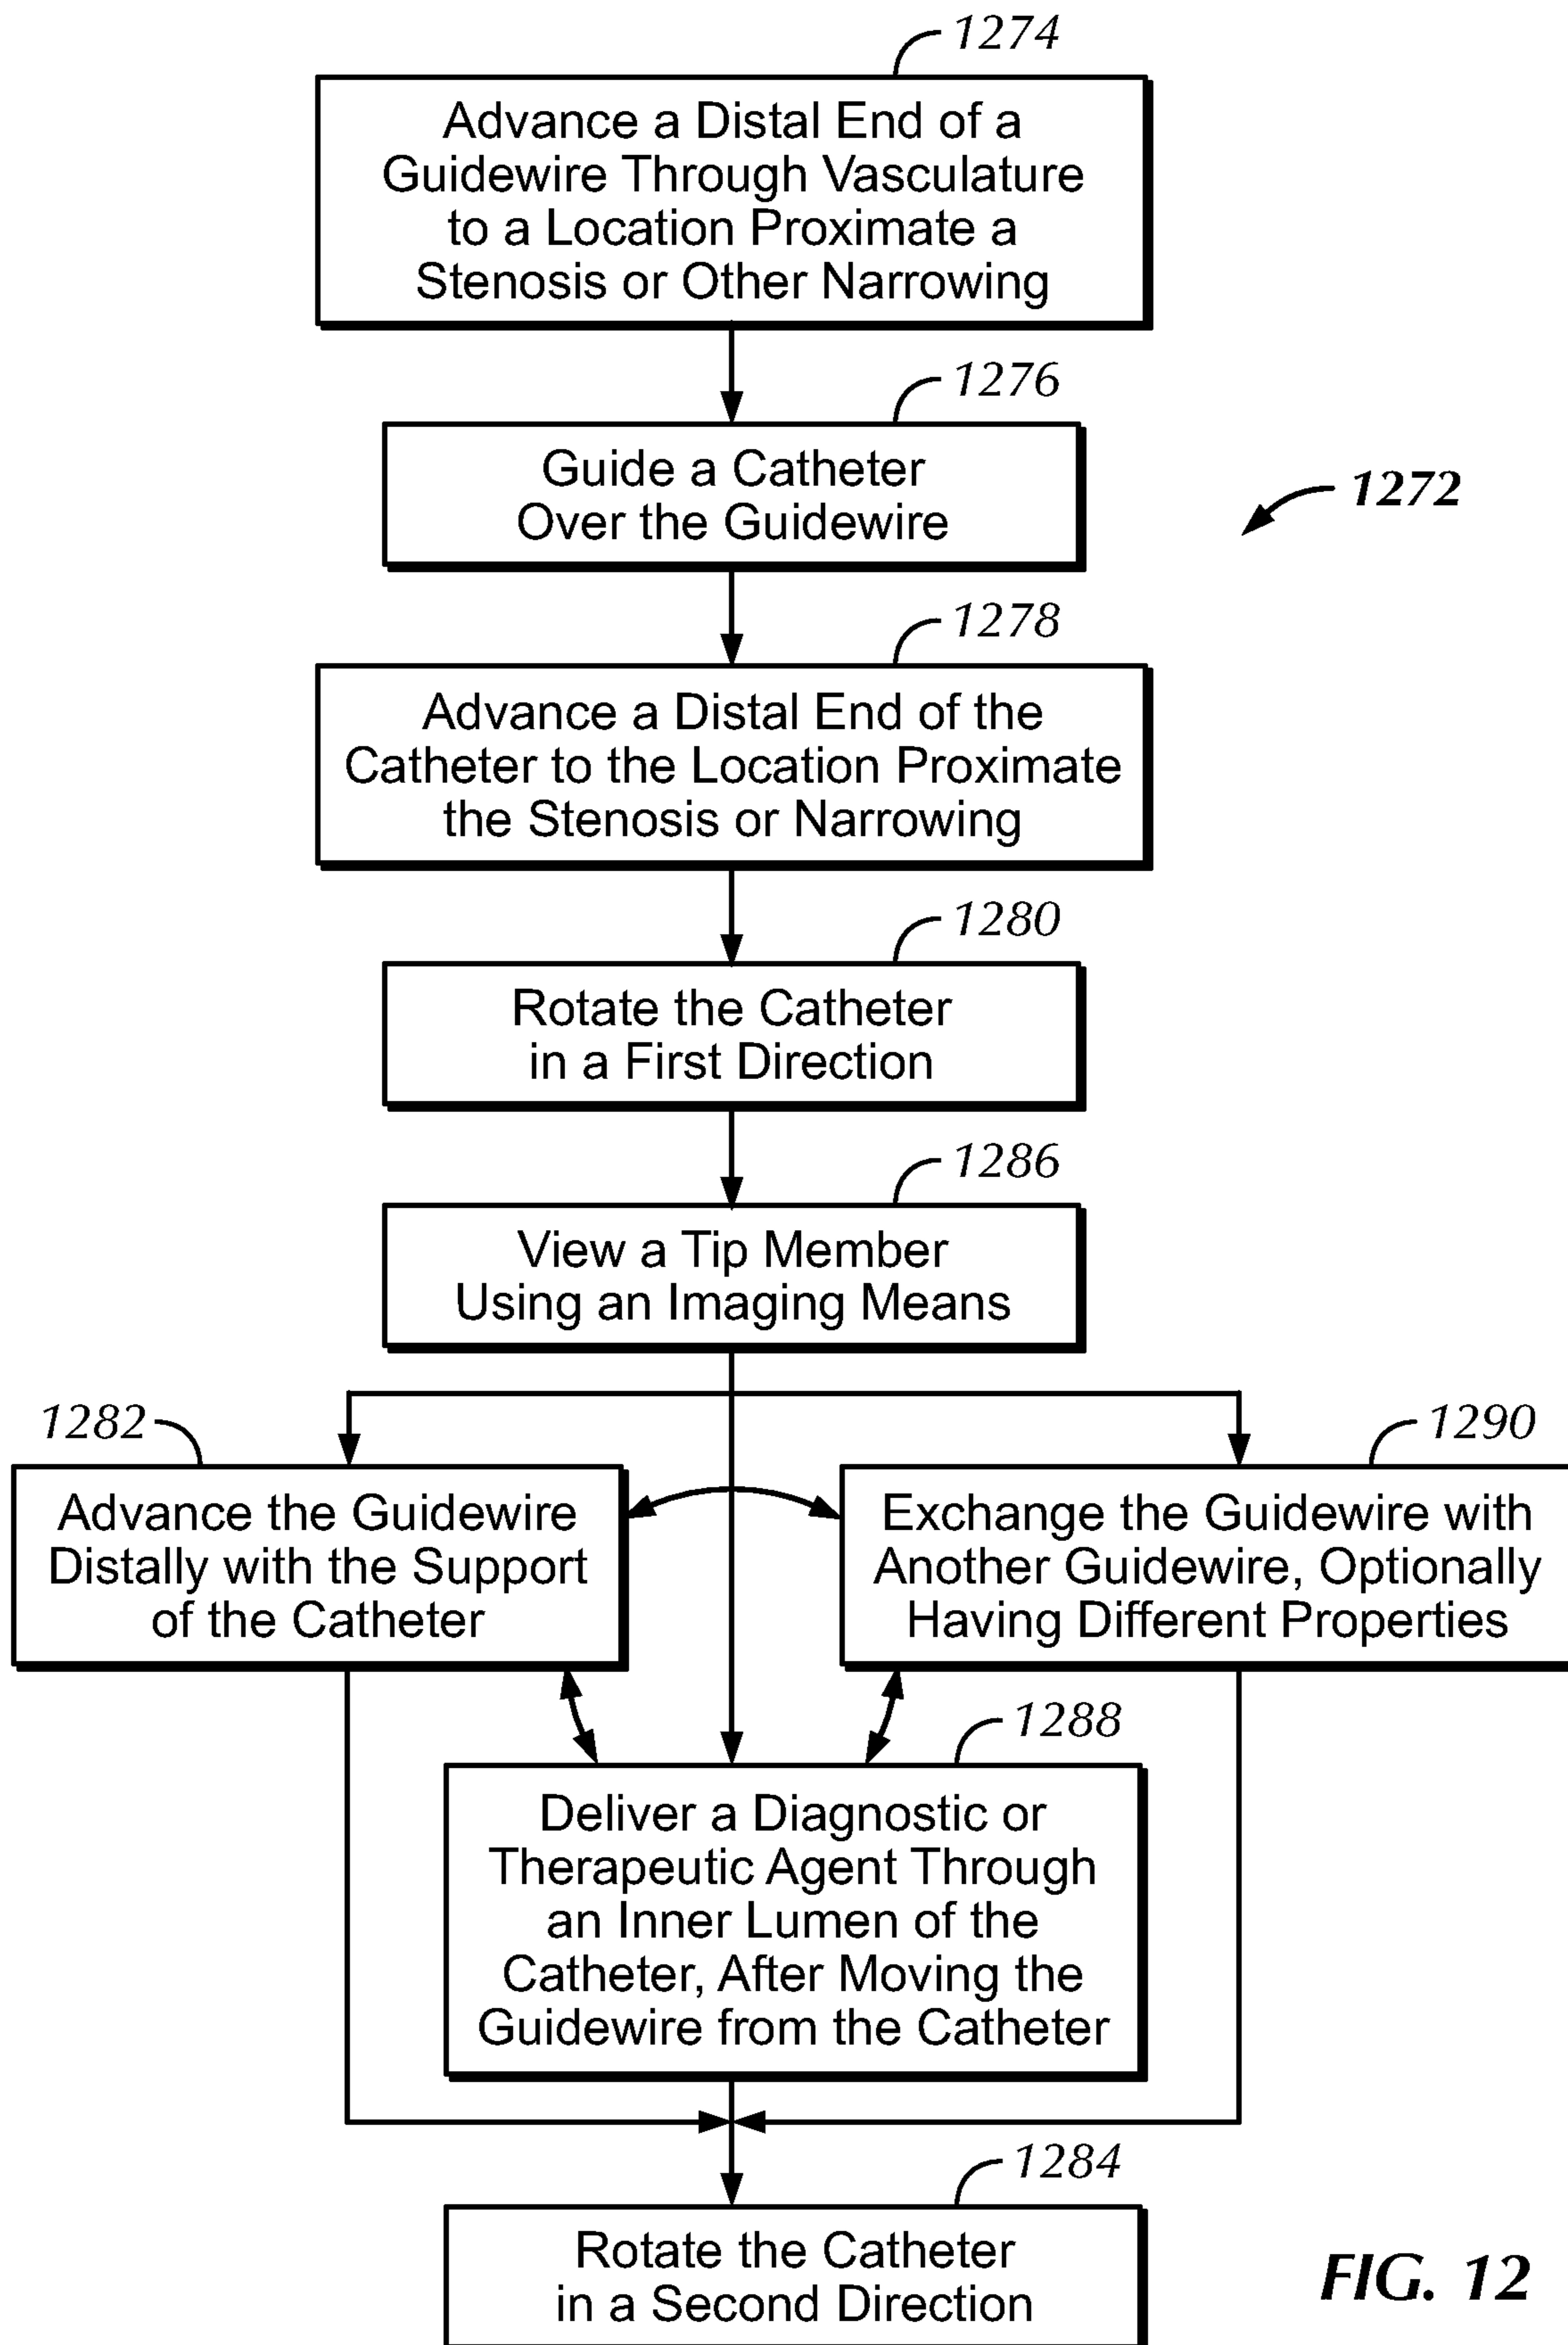 1274
Advance a Distal End of a
Guidewire Through Vasculature
to a Location Proximate a
Stenosis or Other Narrowing
1276
Guide a Catheter
Over the Guidewire
1272
1278
Advance a Distal End of the
Catheter to the Location Proximate
the Stenosis or Narrowing
1280
Rotate the Catheter
in a First Direction
1286
View a Tip Member
Using an Imaging Means
1282
Advance the Guidewire
Distally with the Support
of the Catheter
1290
Exchange the Guidewire with
Another Guidewire, Optionally
Having Different Properties
1288
Deliver a Diagnostic or
Therapeutic Agent Through
an Inner Lumen of the
Catheter, After Moving the
Guidewire from the Catheter
1284
Rotate the Catheter
in a Second Direction
FIG. 12